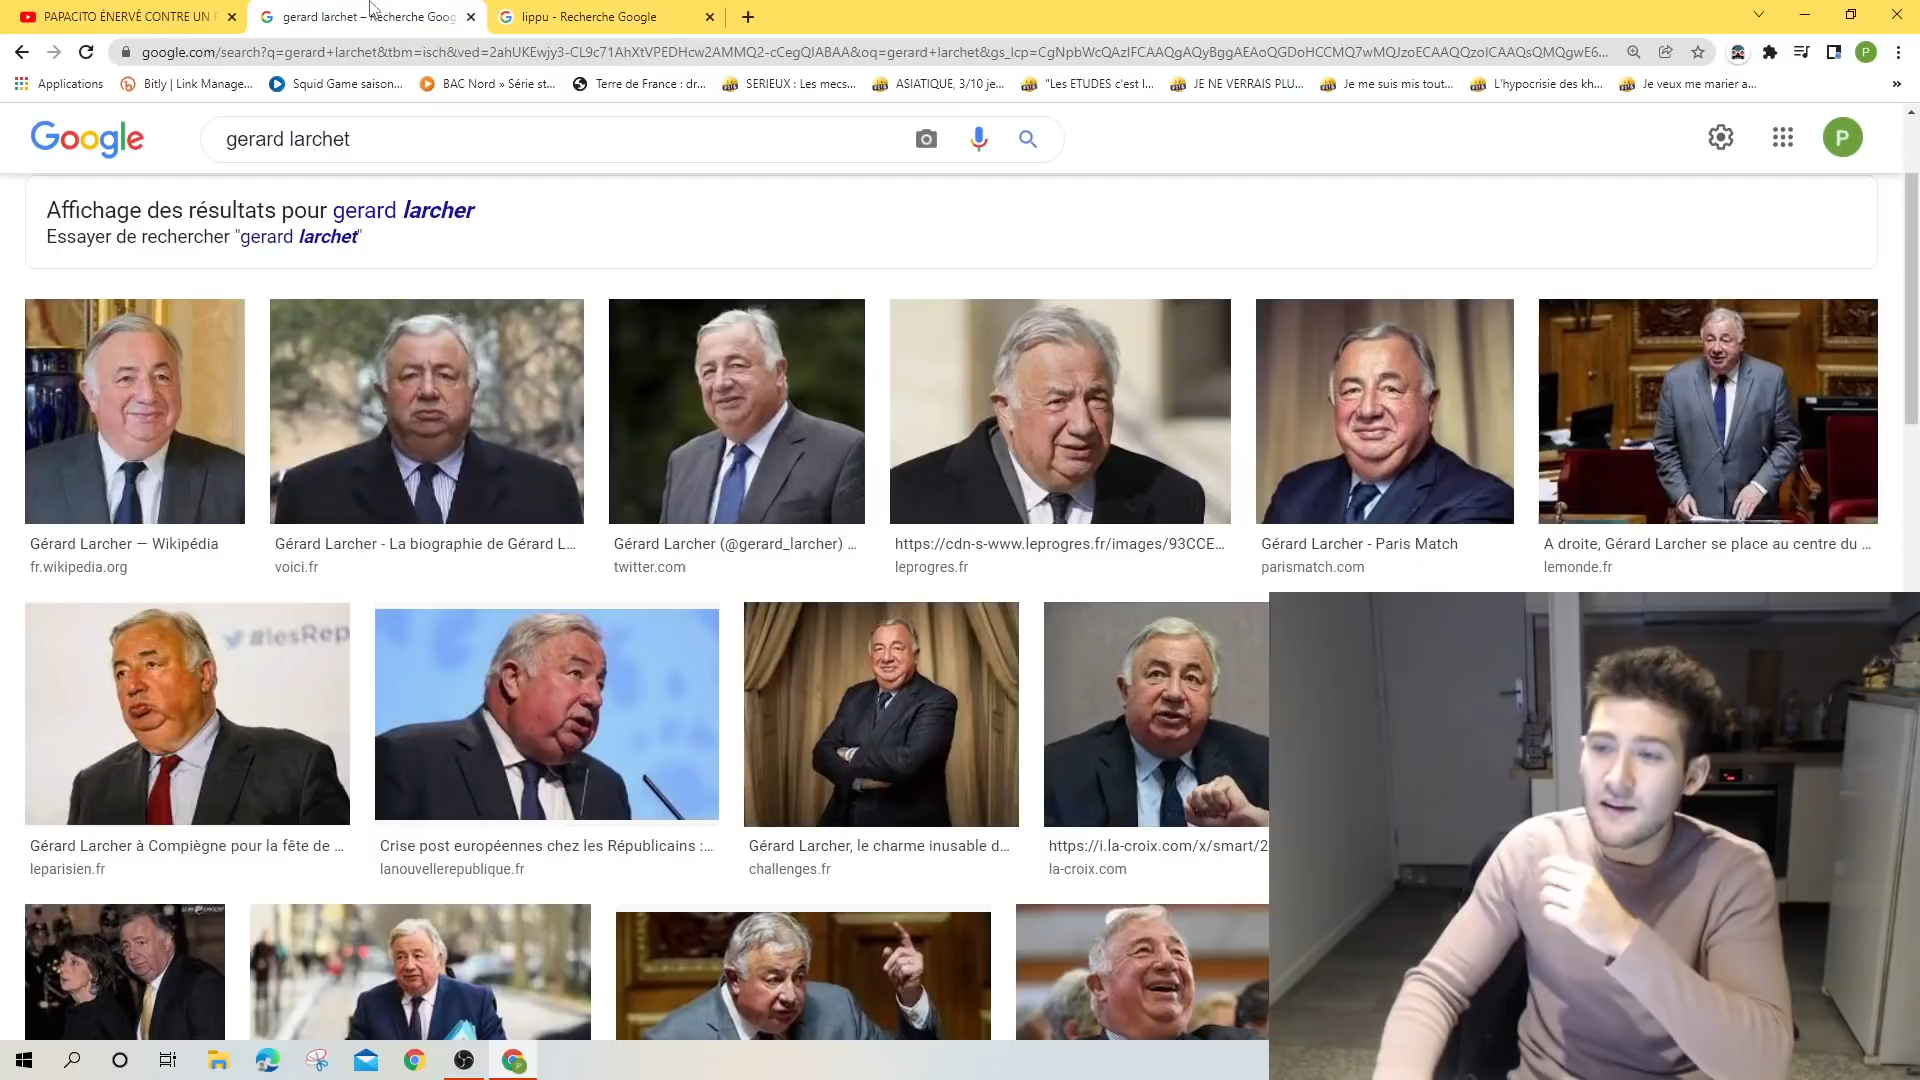 PAPACITO ÉNERVÉ CONTRE UN F
gerard larchet – Recherche Goog
lippu - Recherche Google
google.com/search?q=gerard+larchet&tbm=isch&ved=2ahUKEwjy3-CL9c71AhXtVPEDHcw2AMMQ2-cCegQIABAA&oq=gerard+larchet&gs_lcp=CgNpbWcQAzIFCAAQgAQyBggAEAoQGDoHCCMQ7wMQJzoECAAQQzoICAAQsQMQgwE6...
P
Applications
Bitly | Link Manage...
Squid Game saison...
BAC Nord » Série st...
Terre de France : dr...
SERIEUX : Les mecs...
ASIATIQUE, 3/10 je...
"Les ETUDES c'est l...
JE NE VERRAIS PLU...
Je me suis mis tout...
L'hypocrisie des kh...
Je veux me marier a...
»
Google
gerard larchet
P
Affichage des résultats pour gerard larcher
Essayer de rechercher "gerard larchet"
Gérard Larcher — Wikipédia
fr.wikipedia.org
Gérard Larcher - La biographie de Gérard L...
voici.fr
Gérard Larcher (@gerard_larcher) ...
twitter.com
https://cdn-s-www.leprogres.fr/images/93CCE...
leprogres.fr
Gérard Larcher - Paris Match
parismatch.com
A droite, Gérard Larcher se place au centre du ...
lemonde.fr
#lesRep
Gérard Larcher à Compiègne pour la fête de ...
leparisien.fr
Crise post européennes chez les Républicains :...
lanouvellerepublique.fr
Gérard Larcher, le charme inusable d...
challenges.fr
https://i.la-croix.com/x/smart/2
la-croix.com